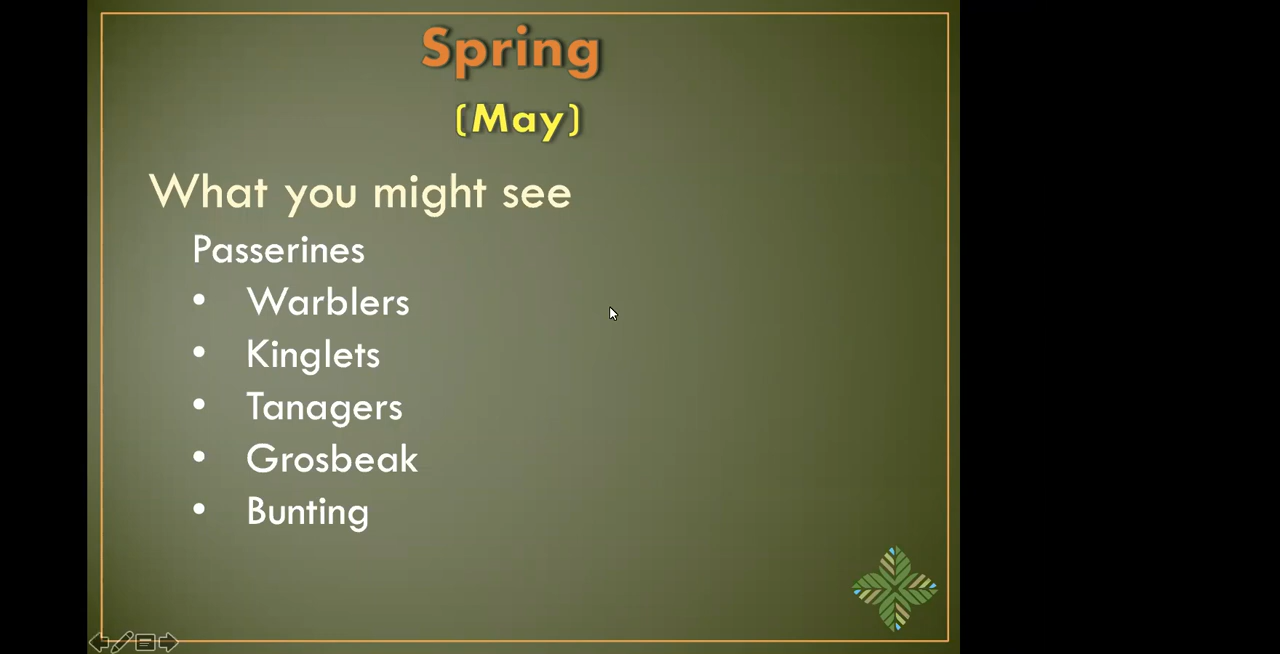 Spring
(May)
What you might see
Passerines
• Warblers
• Kinglets
• Tanagers
• Grosbeak
• Bunting